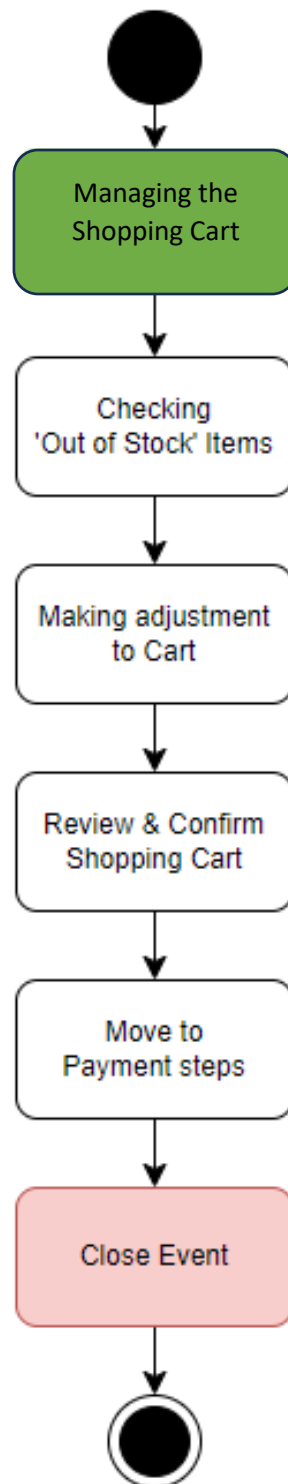 Managing the
Shopping Cart
Checking
'Out of Stock' Items
Making adjustment
to Cart
Review & Confirm
Shopping Cart
Move to
Payment steps
Close Event